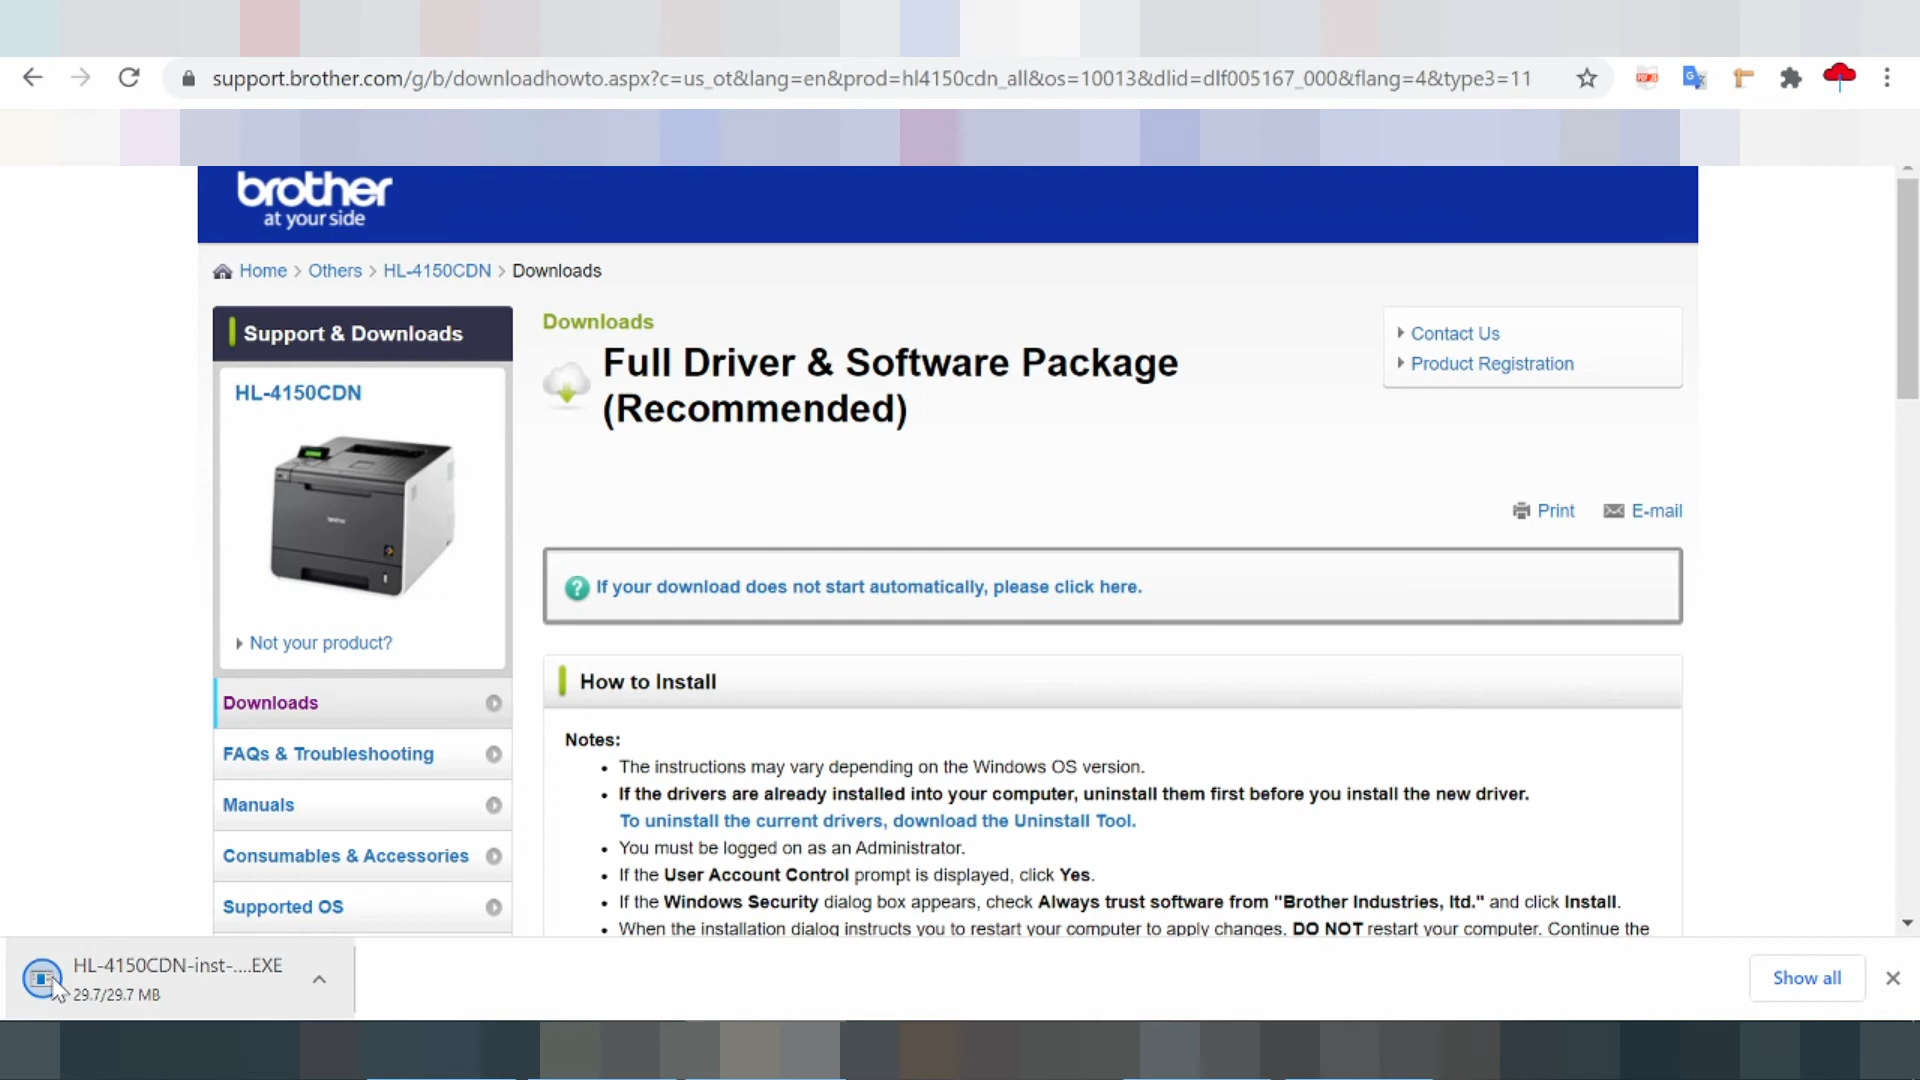 support.brother.com/g/b/downloadhowto.aspx?c=us_ot&lang=en&prod=hl4150cdn_all&os=10013&dlid=dlf005167_000&flang=4&type3=11
brother
at your side
Home > Others > HL-4150CDN > Downloads
Support & Downloads
HL-4150CDN
Not your product?
Downloads
FAQs & Troubleshooting
Manuals
Consumables & Accessories
Supported OS
Downloads
Full Driver & Software Package
(Recommended)
Contact Us
Product Registration
Print
E-mail
If your download does not start automatically, please click here.
How to Install
Notes:
• The instructions may vary depending on the Windows OS version.
• If the drivers are already installed into your computer, uninstall them first before you install the new driver.
To uninstall the current drivers, download the Uninstall Tool.
• You must be logged on as an Administrator.
• If the User Account Control prompt is displayed, click Yes.
• If the Windows Security dialog box appears, check Always trust software from "Brother Industries, ltd." and click Install.
• When the installation dialog instructs you to restart your computer to apply changes, DO NOT restart your computer. Continue the
HL-4150CDN-inst-....EXE
29.7/29.7 MB
Show all